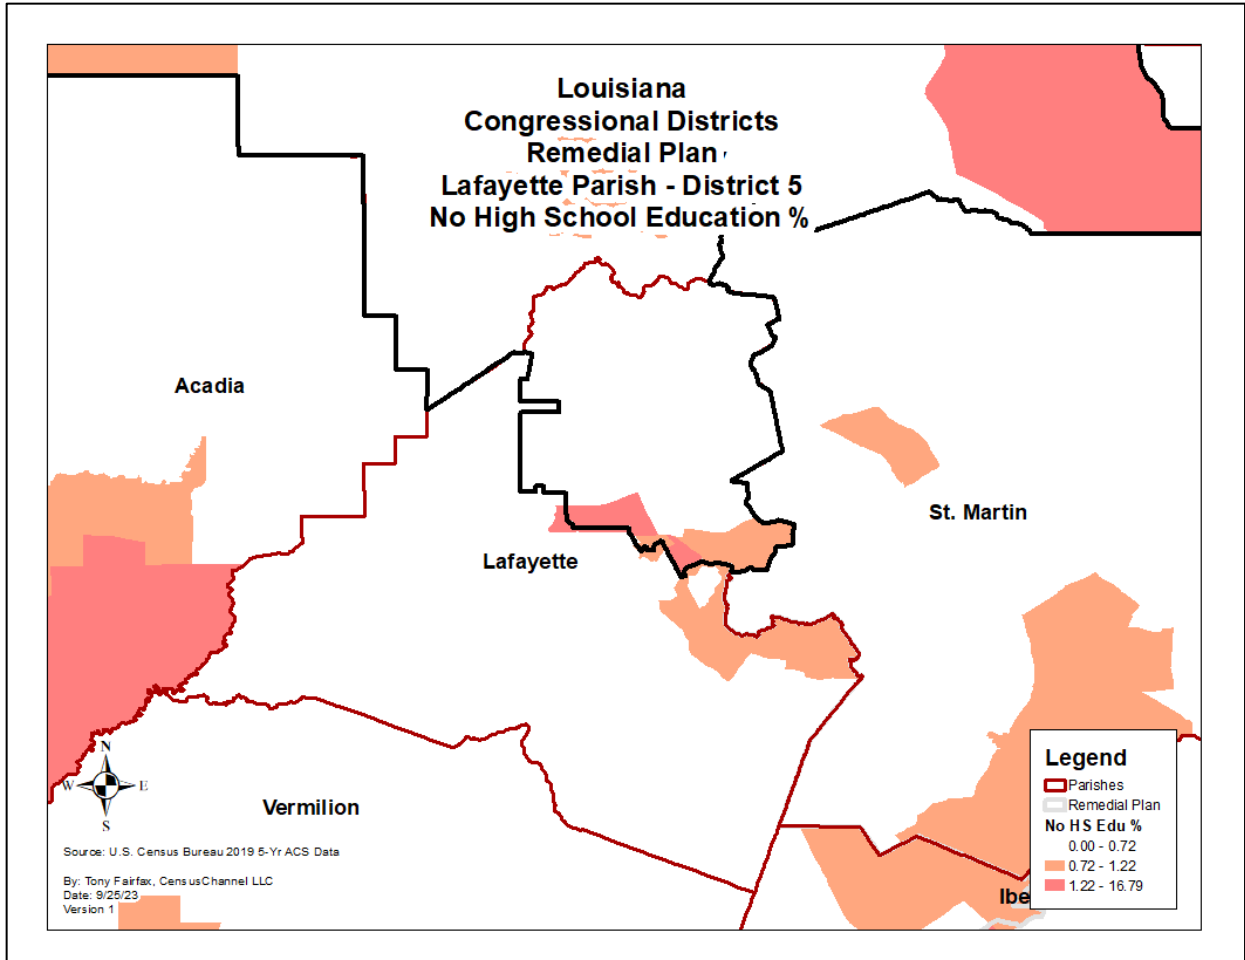 Louisiana
Congressional Districts
Remedial Plan
Lafayette Parish - District 5
No High School Education %
Acadia
St. Martin
Lafayette
N
W
E
S
Vermilion
Legend
Parishes
Remedial Plan
No HS Edu %
0.00 - 0.72
0.72 - 1.22
1.22 - 16.79
Ibe
Source: U.S. Census Bureau 2019 5-Yr ACS Data
By: Tony Fairfax, CensusChannel LLC
Date: 9/25/23
Version 1